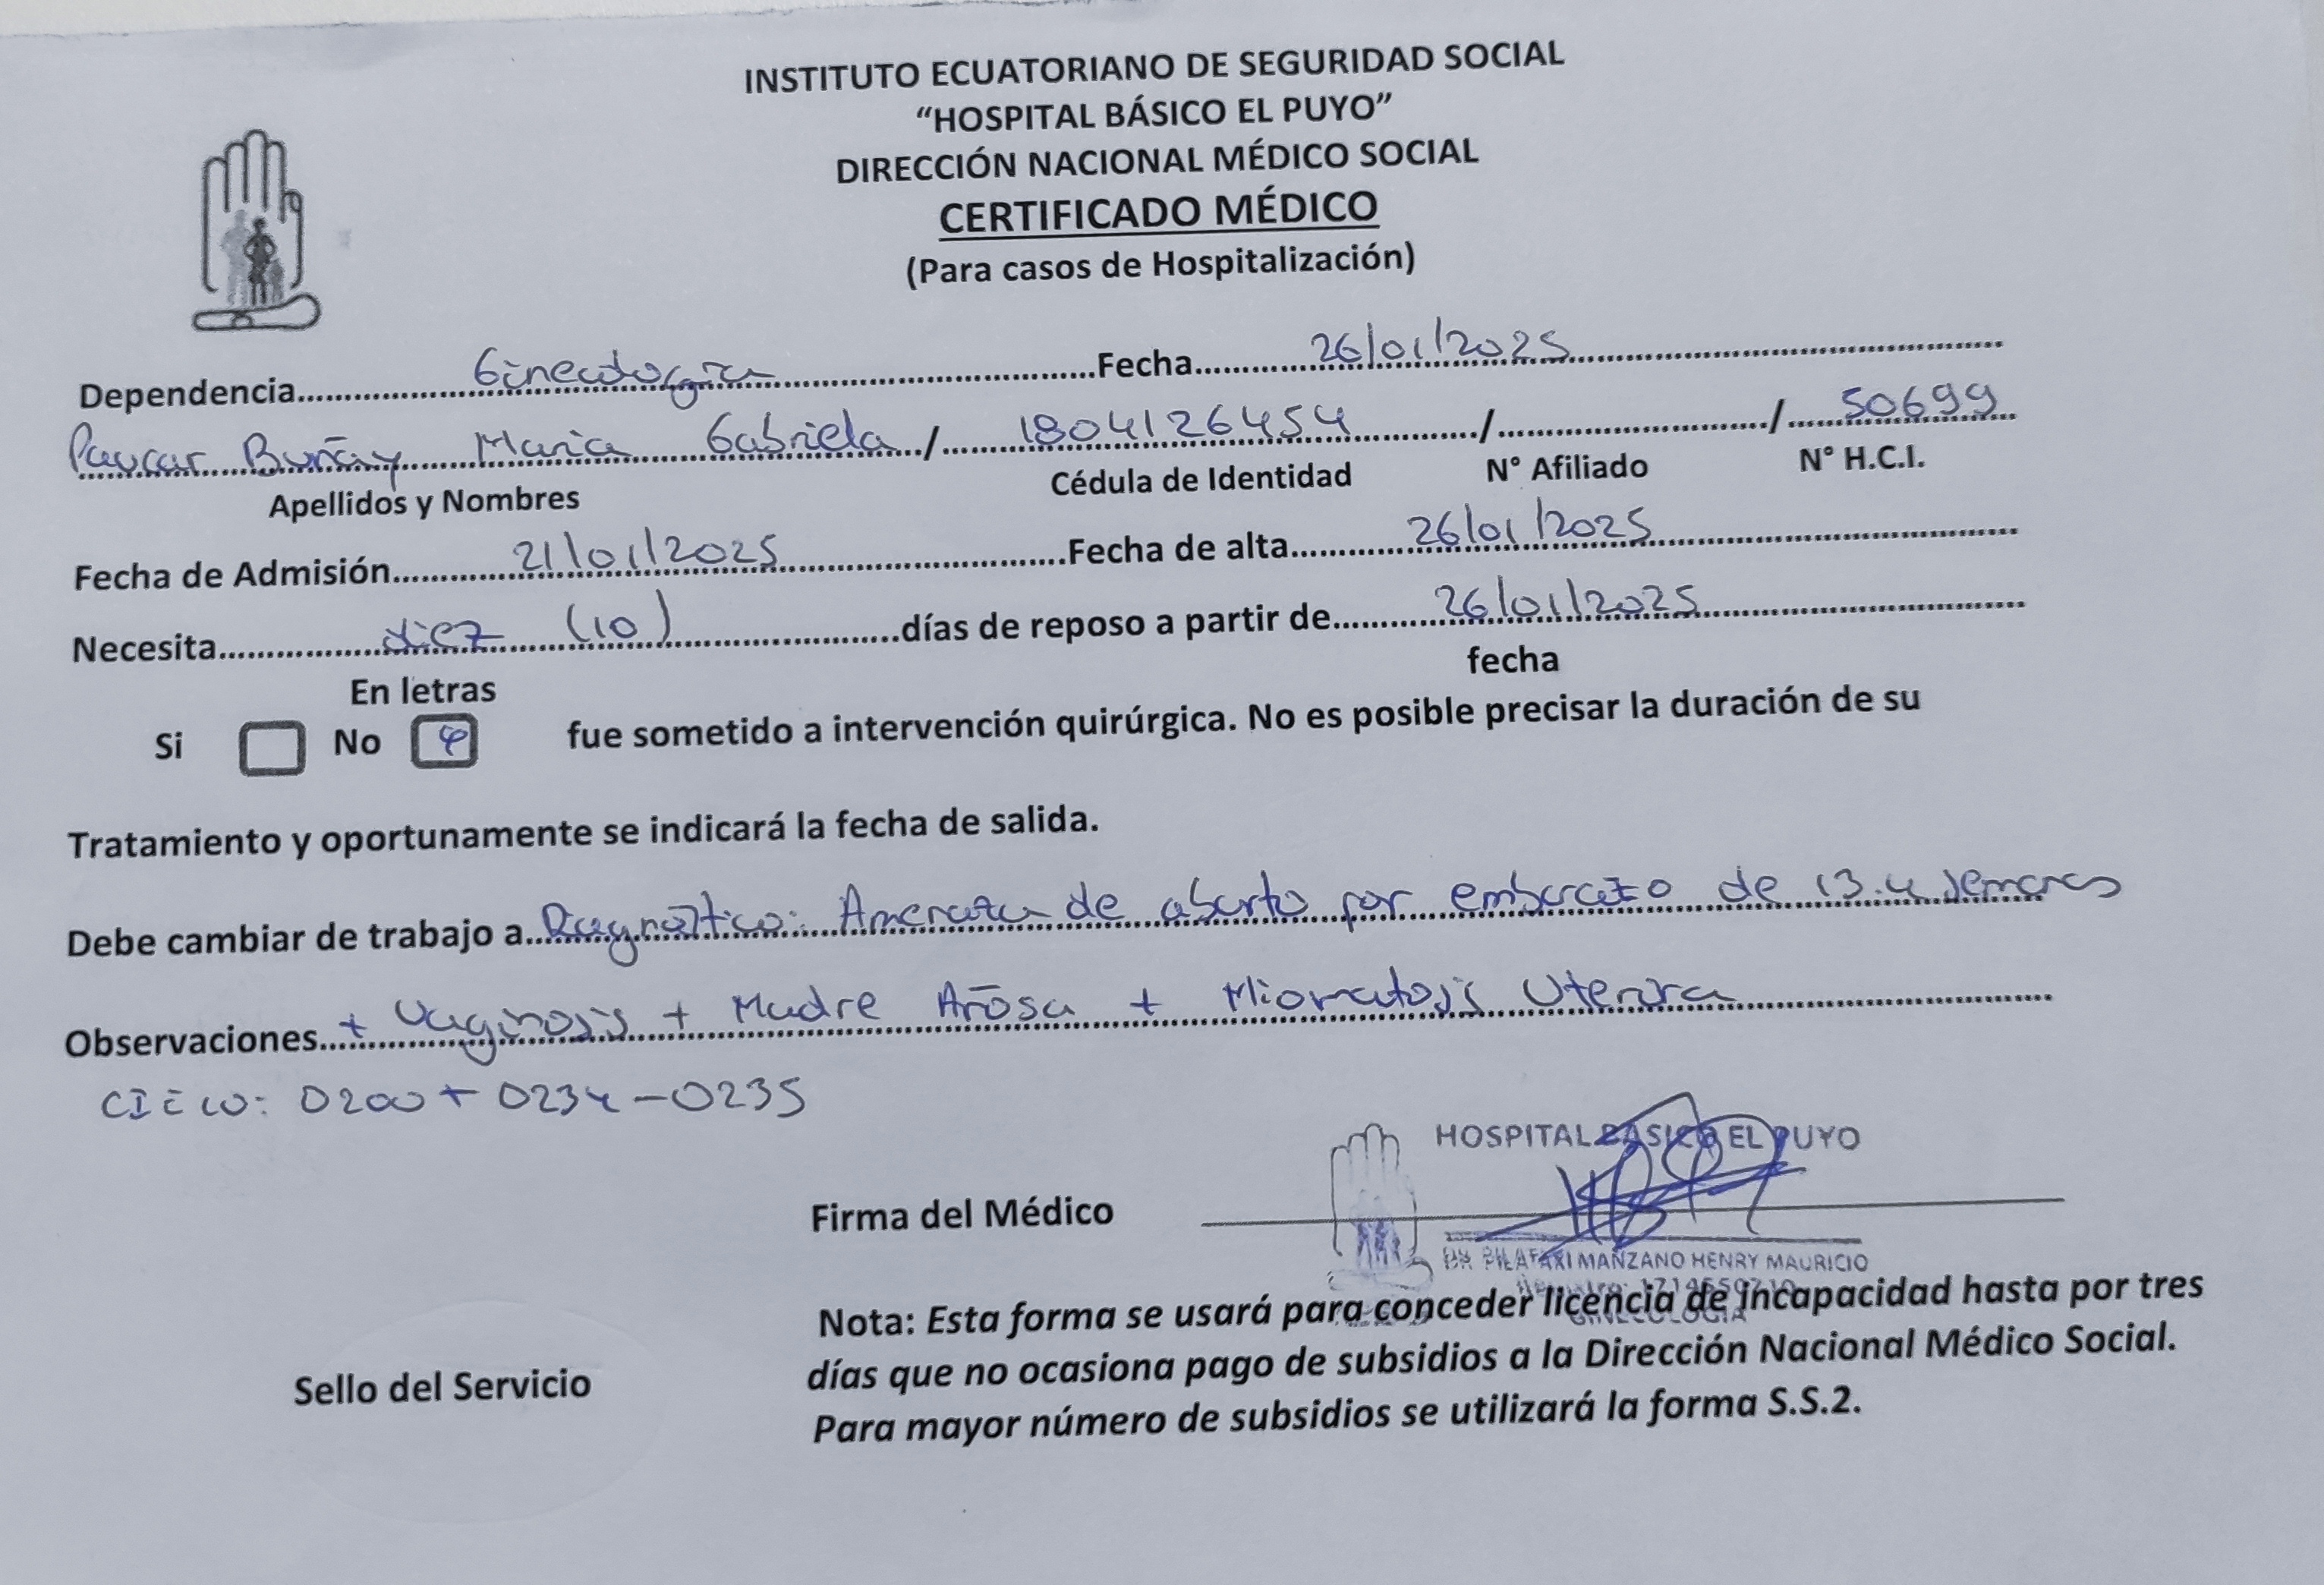 INSTITUTO ECUATORIANO DE SEGURIDAD SOCIAL
“HOSPITAL BÁSICO EL PUYO”
DIRECCIÓN NACIONAL MÉDICO SOCIAL
CERTIFICADO MÉDICO
(Para casos de Hospitalización)
Dependencia Ginecología Fecha 26/01/2025
Paucar Buñay Maria Gabriela / 1804126454 / / 50699
Apellidos y Nombres Cédula de Identidad N° Afiliado N° H.C.I.
Fecha de Admisión 21/01/2025 Fecha de alta 26/01/2025
Necesita diez (10) días de reposo a partir de 26/01/2025
En letras fecha
Si No fue sometido a intervención quirúrgica. No es posible precisar la duración de su
Tratamiento y oportunamente se indicará la fecha de salida.
Debe cambiar de trabajo a Diagnóstico: Amenaza de aborto por embarazo de 13.4 semanas
Observaciones + Vaginosis + Madre Añosa + Miomatosis Uterina
CIE 10: O200 + O234 - O235
HOSPITAL BÁSICO EL PUYO
Firma del Médico
DR. PILATAXI MANZANO HENRY MAURICIO
GINECOLOGIA
Nota: Esta forma se usará para conceder licencia de incapacidad hasta por tres
días que no ocasiona pago de subsidios a la Dirección Nacional Médico Social.
Para mayor número de subsidios se utilizará la forma S.S.2.
Sello del Servicio